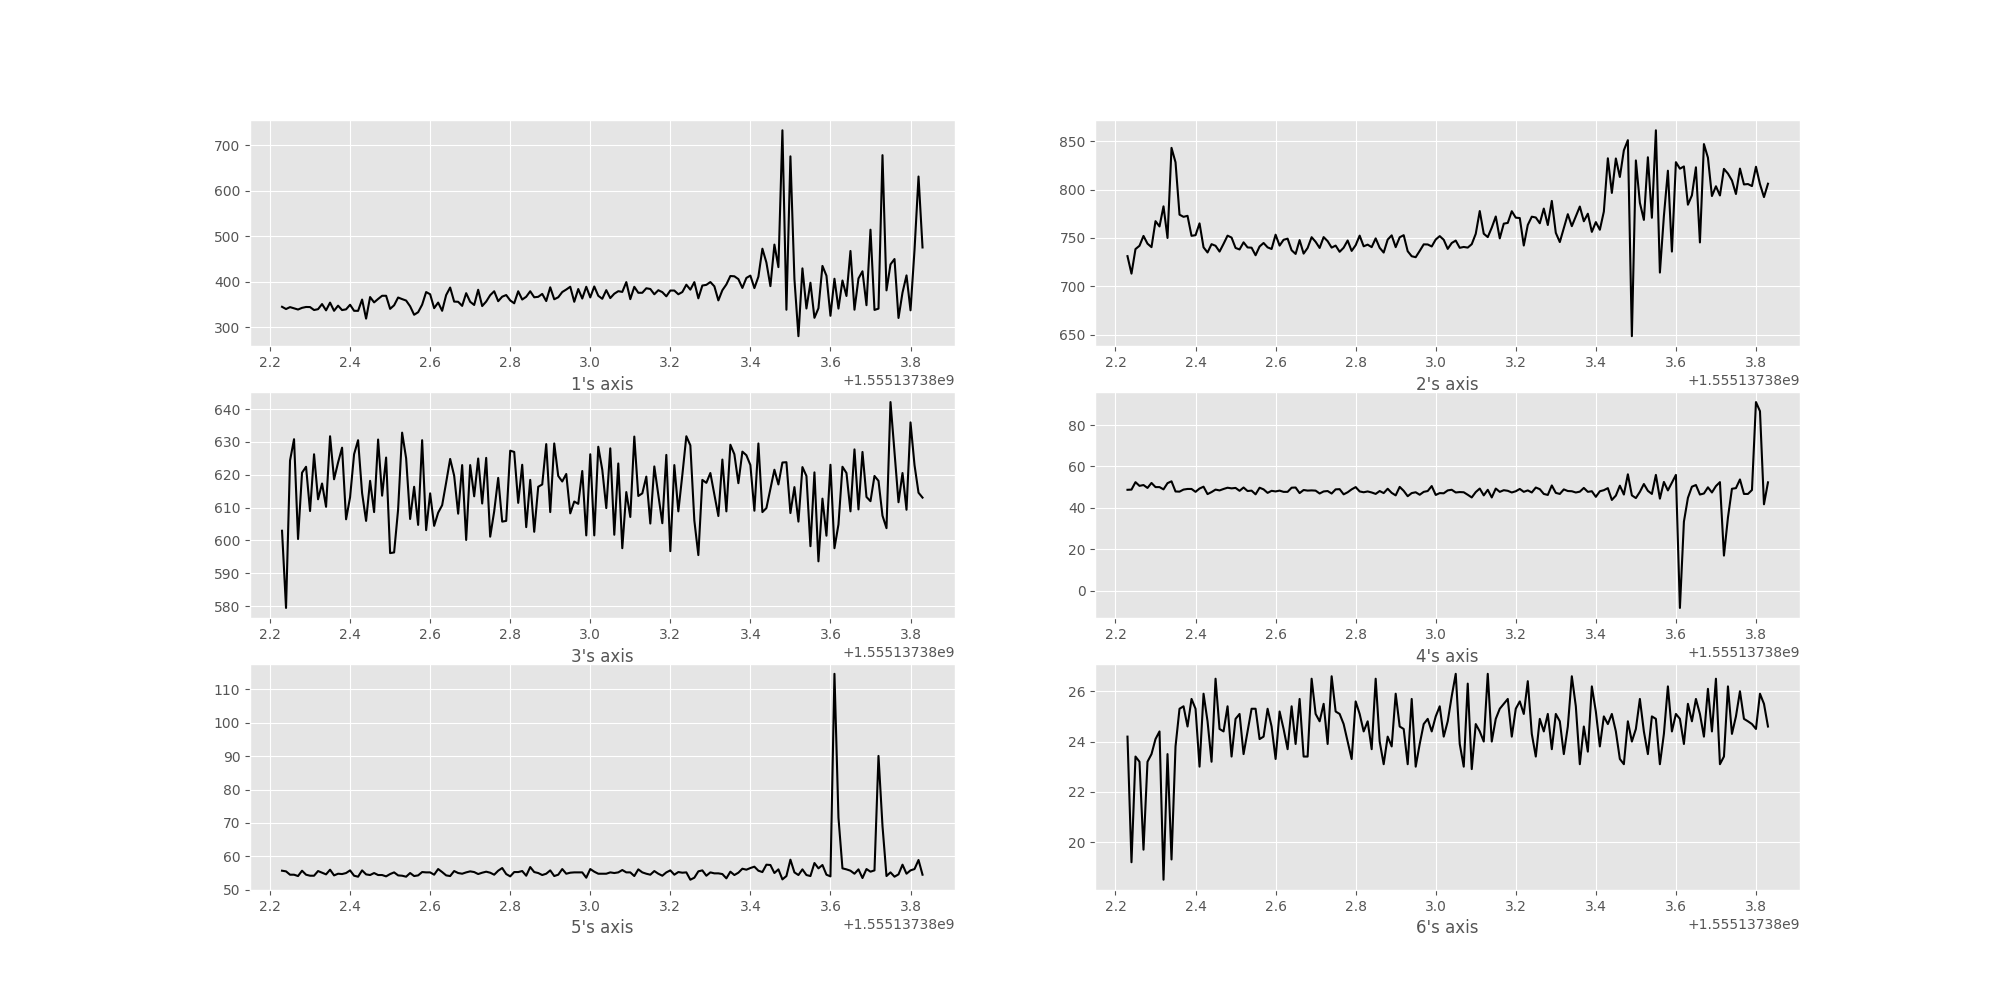 700
600
500
400
300
2.2 2.4 2.6 2.8 3.0 3.2 3.4 3.6 3.8
+1.55513738e9
1's axis
850
800
750
700
650
2.2 2.4 2.6 2.8 3.0 3.2 3.4 3.6 3.8
+1.55513738e9
2's axis
640
630
620
610
600
590
580
2.2 2.4 2.6 2.8 3.0 3.2 3.4 3.6 3.8
+1.55513738e9
3's axis
80
60
40
20
0
2.2 2.4 2.6 2.8 3.0 3.2 3.4 3.6 3.8
+1.55513738e9
4's axis
110
100
90
80
70
60
50
2.2 2.4 2.6 2.8 3.0 3.2 3.4 3.6 3.8
+1.55513738e9
5's axis
26
24
22
20
2.2 2.4 2.6 2.8 3.0 3.2 3.4 3.6 3.8
+1.55513738e9
6's axis